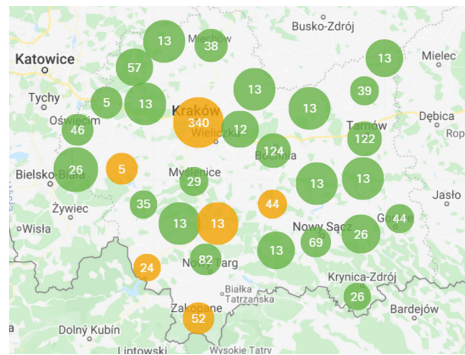 Busko-Zdrój
13
Miechów
38
Katowice
13
Mielec
57
13
39
Tychy
5
13
Kraków
13
Dębica
Oświęcim
340
46
12
Tarnów
Wieliczka
122
Bochnia
124
26
5
Bielsko-Biała
Myślenice
29
13
13
Jasło
35
44
Żywiec
13
13
44
Gorlice
Wisła
Nowy Sącz
26
69
82
13
Nowy Targ
24
Krynica-Zdrój
Białka
Tatrzańska
26
Zakopane
52
Bardejów
Dolný Kubín
Wysokie Tatry